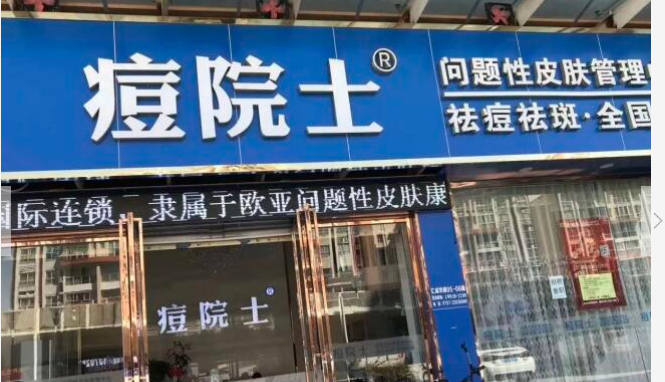 痘院士®
问题性皮肤管理
祛痘祛斑·全国
国际连锁，隶属于欧亚问题性皮肤康
痘院士®